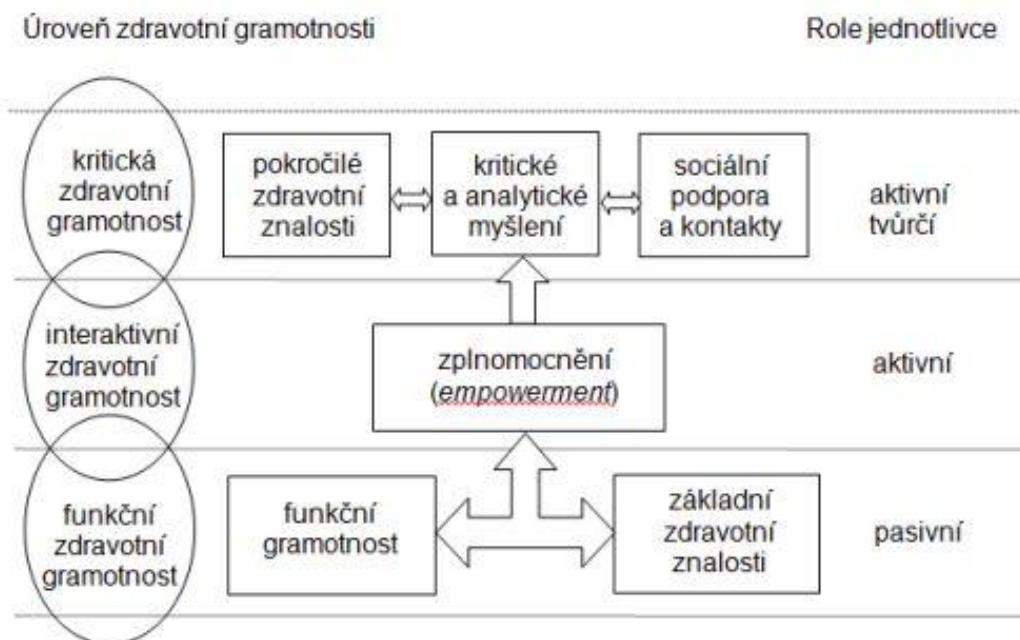 Úroveň zdravotní gramotnosti
Role jednotlivce
kritická
zdravotní
gramotnost
pokročilé
zdravotní
znalosti
kritické
a analytické
myšlení
sociální
podpora
a kontakty
aktivní
tvůrčí
interaktivní
zdravotní
gramotnost
zplnomocnění
(empowerment)
aktivní
funkční
zdravotní
gramotnost
funkční
gramotnost
základní
zdravotní
znalosti
pasivní